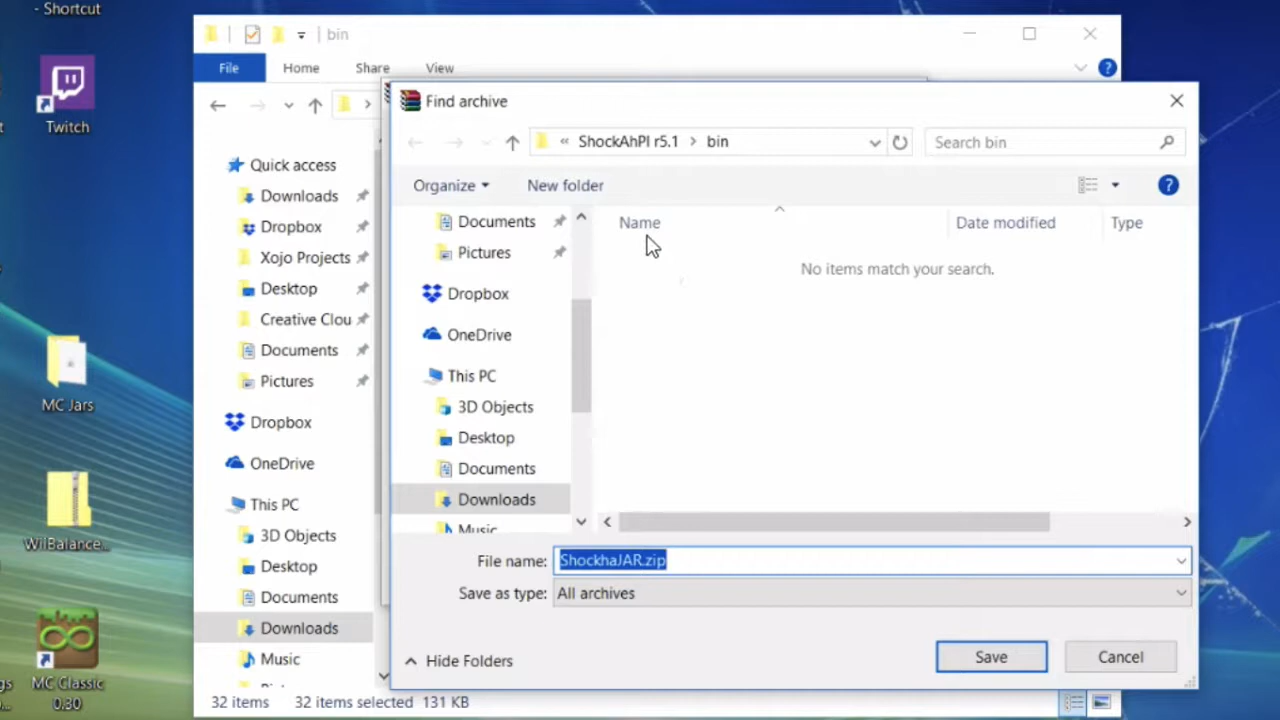 - Shortcut
Twitch
MC Jars
WilBalance...
MC Classic
0.30
bin
File
Home
Share
View
Quick access
Downloads
Dropbox
Xojo Projects
Desktop
Creative Clou
Documents
Pictures
Dropbox
OneDrive
This PC
3D Objects
Desktop
Documents
Downloads
Music
32 items
32 items selected
131 KB
Find archive
« ShockAhPI r5.1 > bin
Search bin
Organize
New folder
Documents
Pictures
Dropbox
OneDrive
This PC
3D Objects
Desktop
Documents
Downloads
Music
Name
Date modified
Type
No items match your search.
File name:
ShockhaJAR.zip
Save as type:
All archives
Hide Folders
Save
Cancel